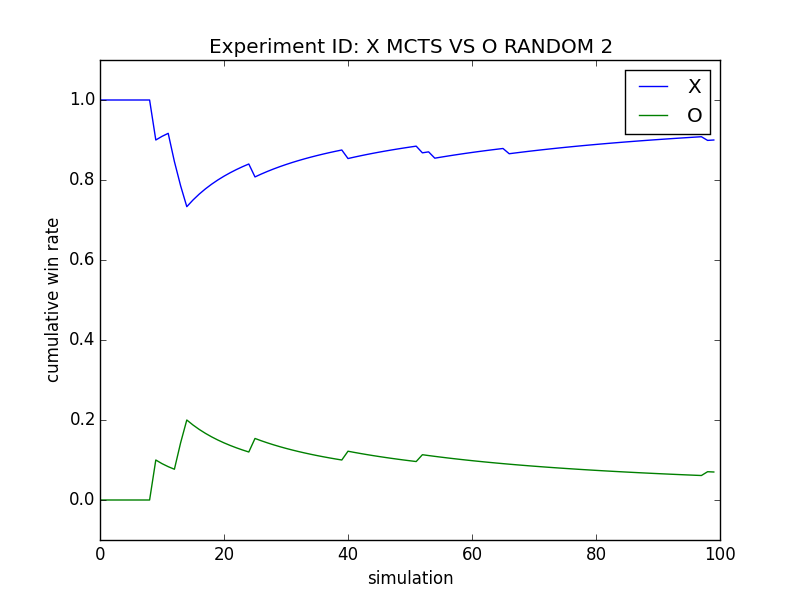 Experiment ID: X MCTS VS O RANDOM 2
X
O
1.0
0.8
0.6
0.4
0.2
0.0
cumulative win rate
0 20 40 60 80 100
simulation